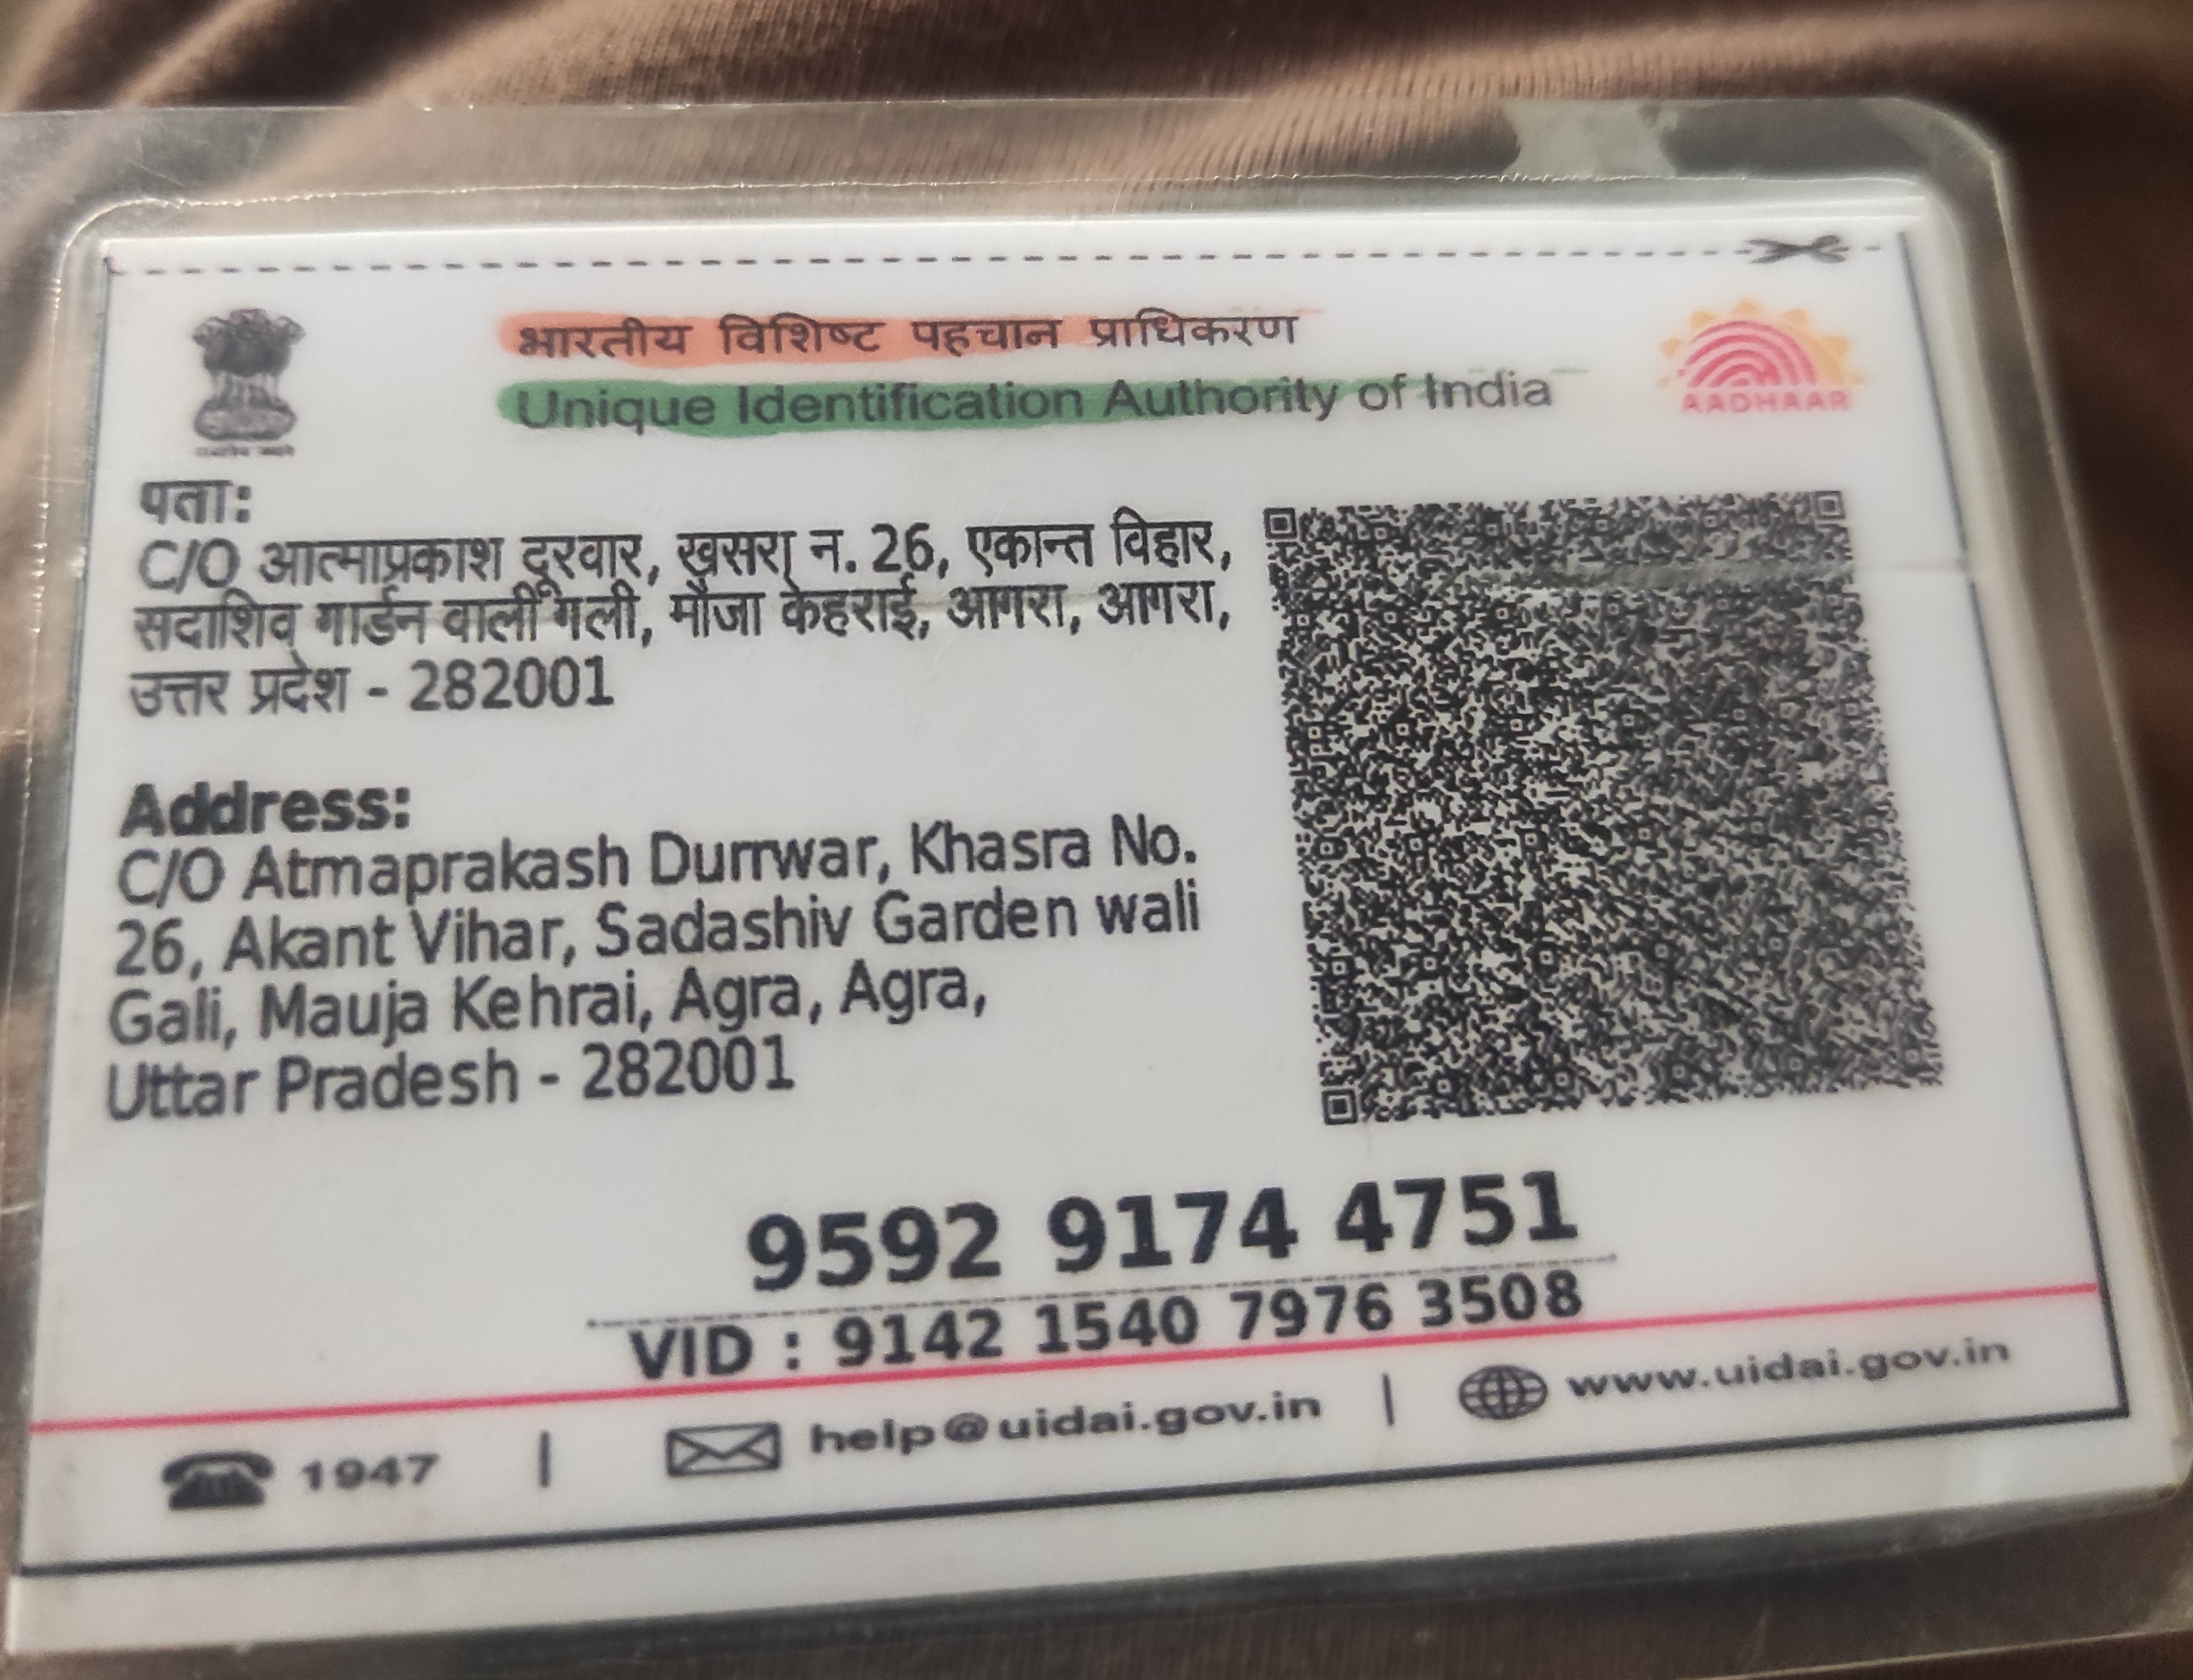 भारतीय विशिष्ट पहचान प्राधिकरण
Unique Identification Authority of India
AADHAAR
पता:
C/O आत्माप्रकाश दूरवार, खसरा न. 26, एकान्त विहार,
सदाशिव गार्डन वाली गली, मौजा केहराई, आगरा, आगरा,
उत्तर प्रदेश - 282001
Address:
C/O Atmaprakash Durrwar, Khasra No.
26, Akant Vihar, Sadashiv Garden wali
Gali, Mauja Kehrai, Agra, Agra,
Uttar Pradesh - 282001
9592 9174 4751
VID : 9142 1540 7976 3508
1947 | help@uidai.gov.in | www.uidai.gov.in